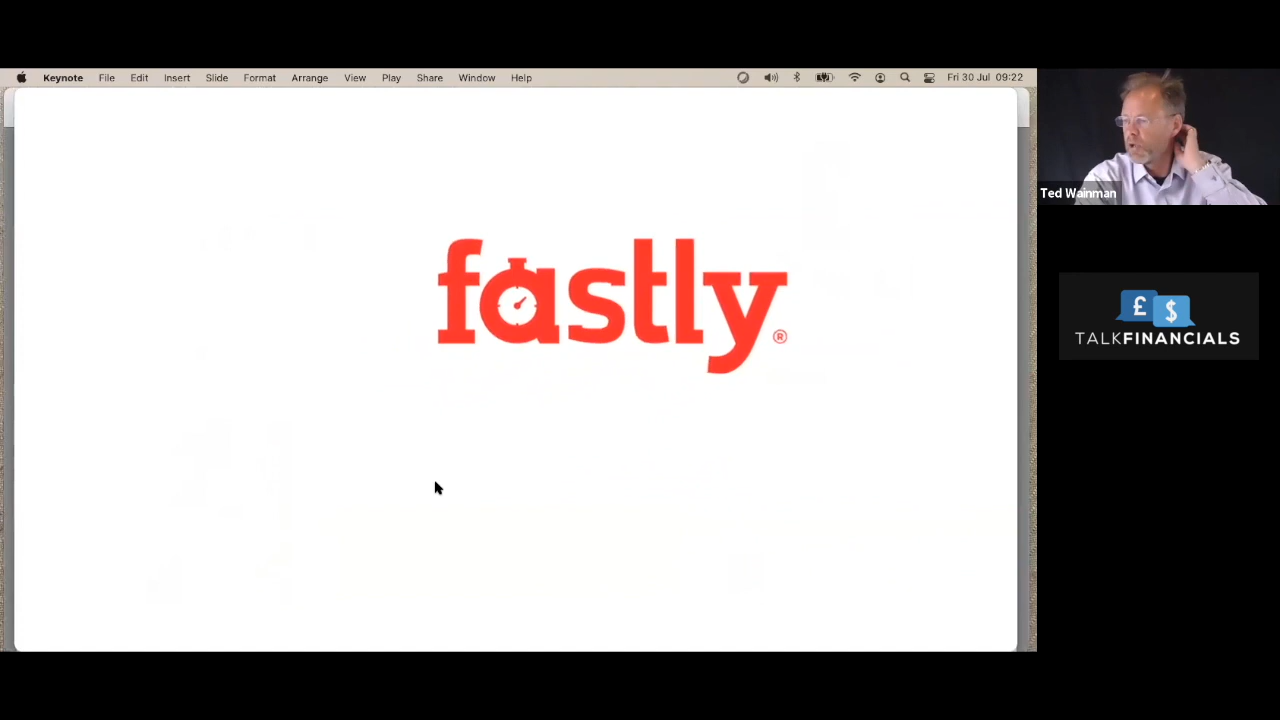 Keynote File Edit Insert Slide Format Arrange View Play Share Window Help Fri 30 Jul 09:22
fastly®
Ted Wainman
£ $
TALKFINANCIALS